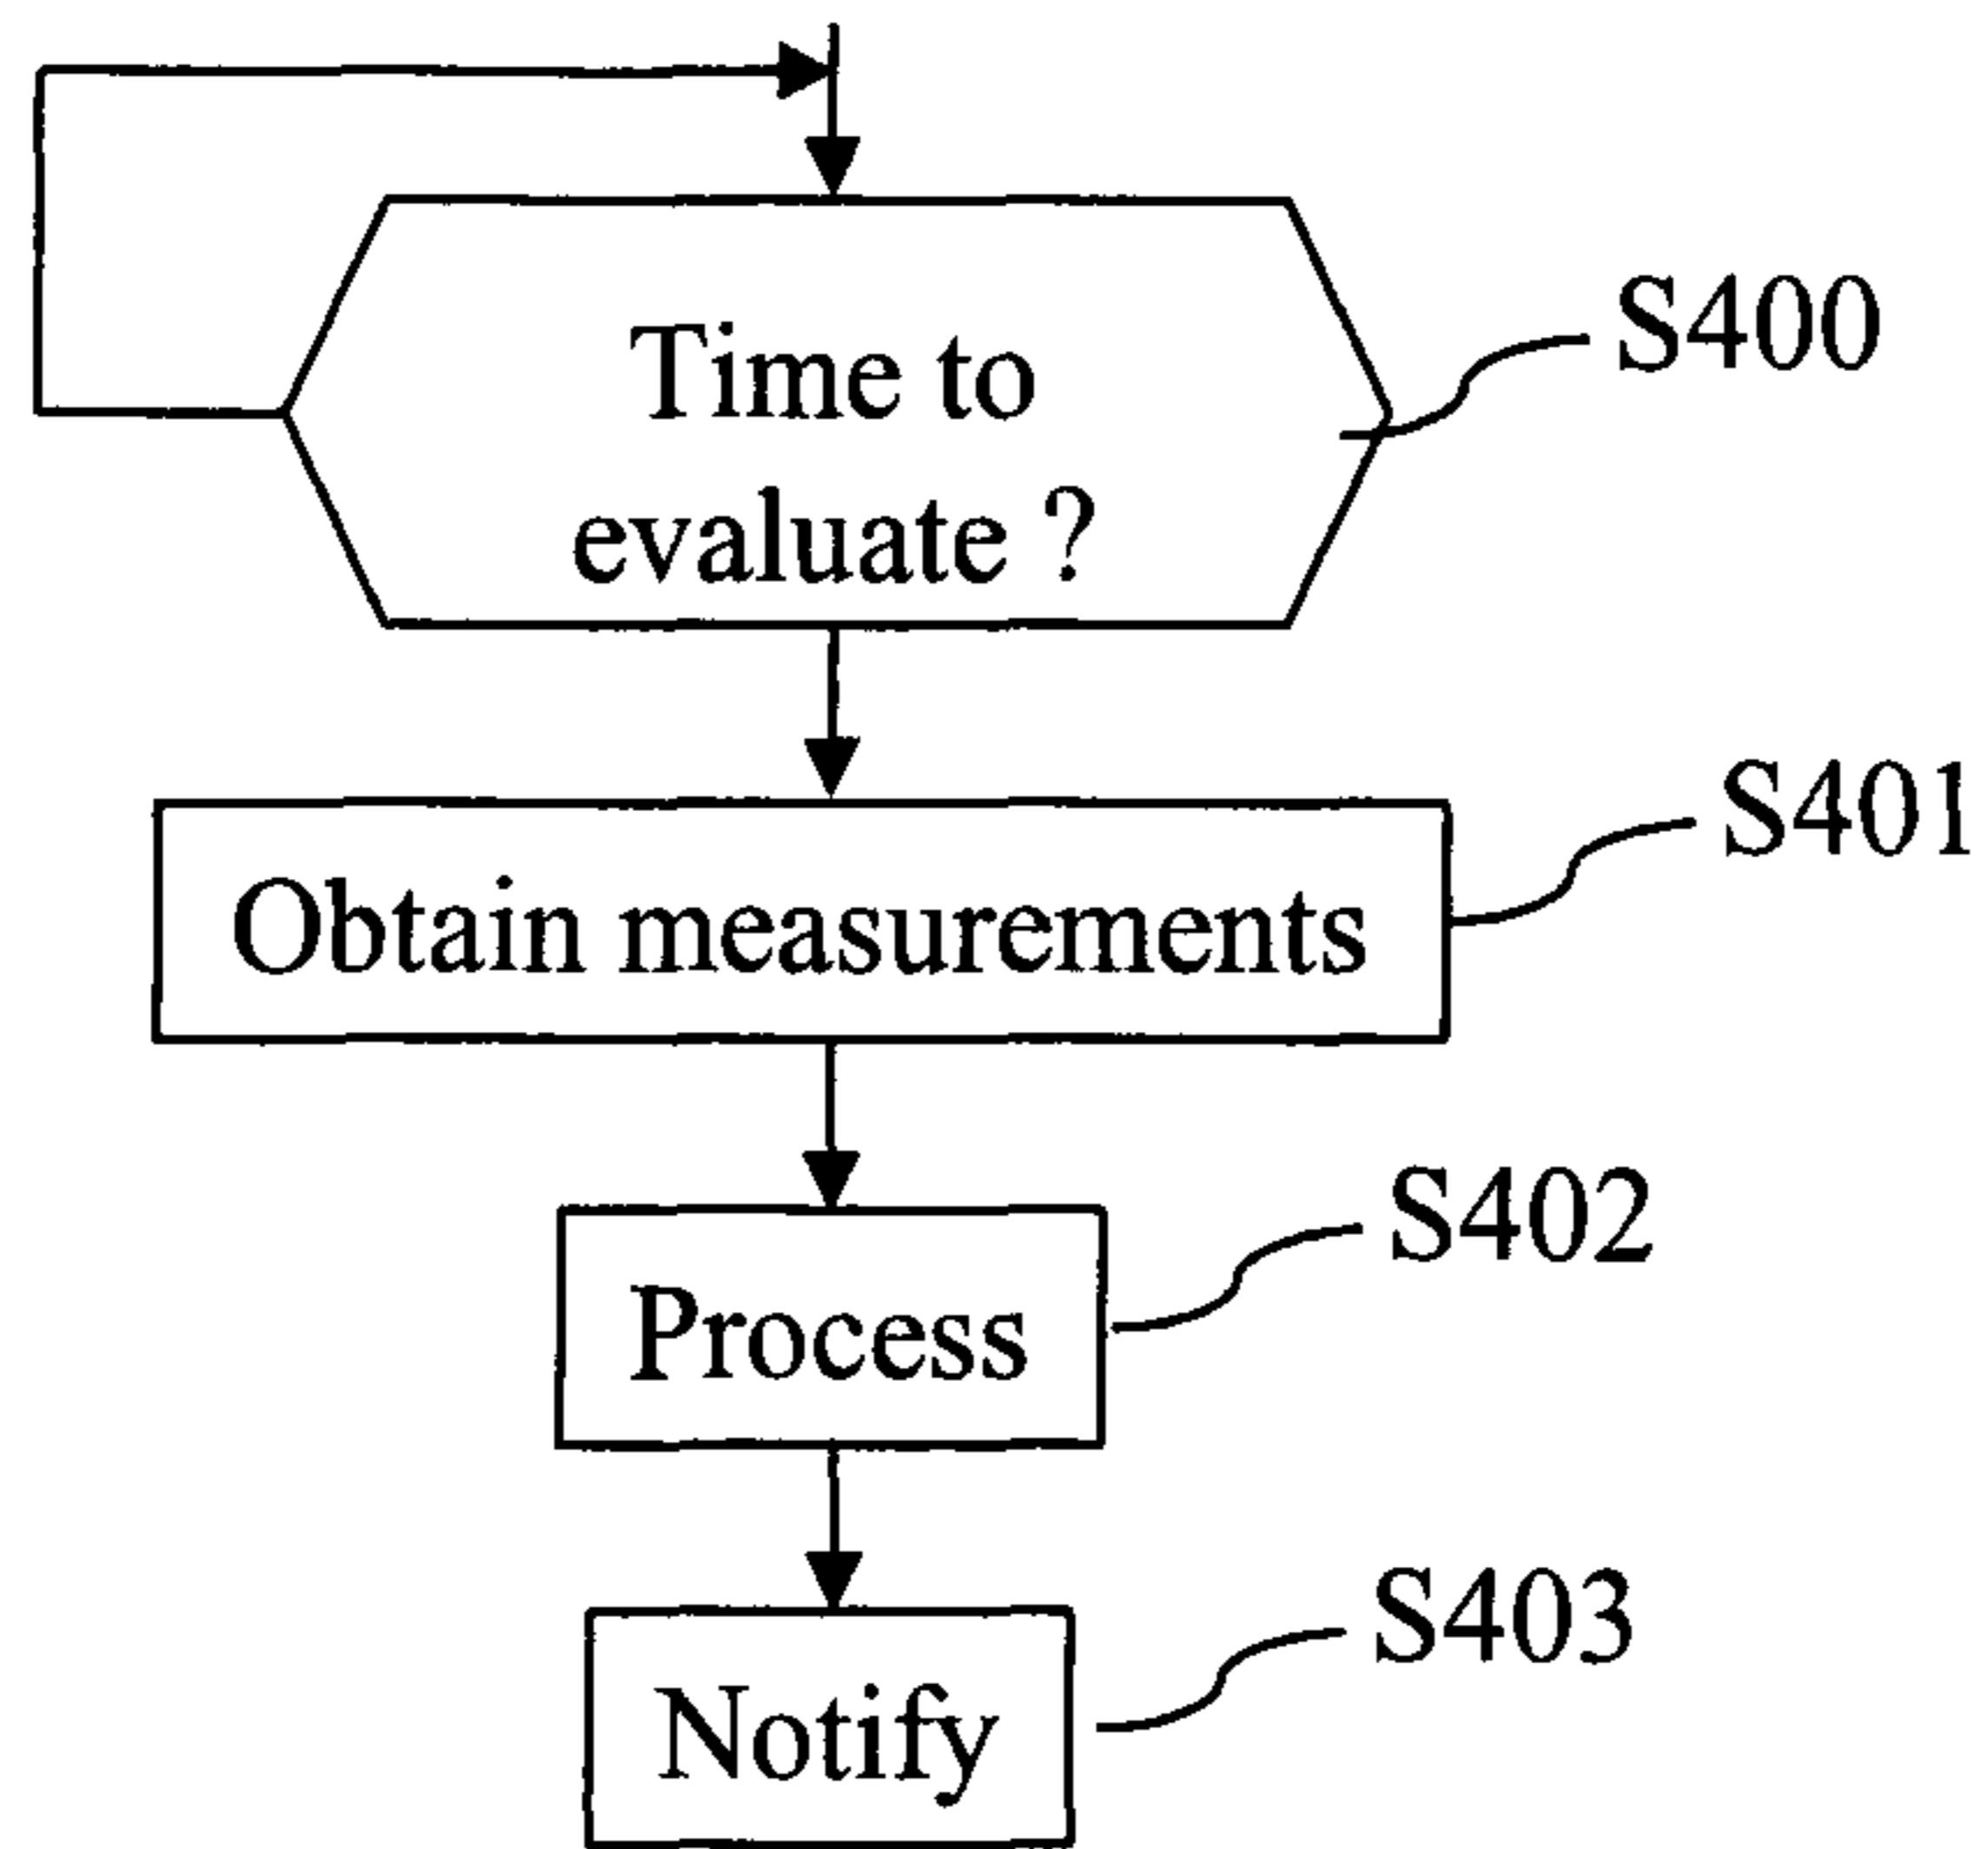 Time to
evaluate ?
S400
Obtain measurements
S401
Process
S402
Notify
S403